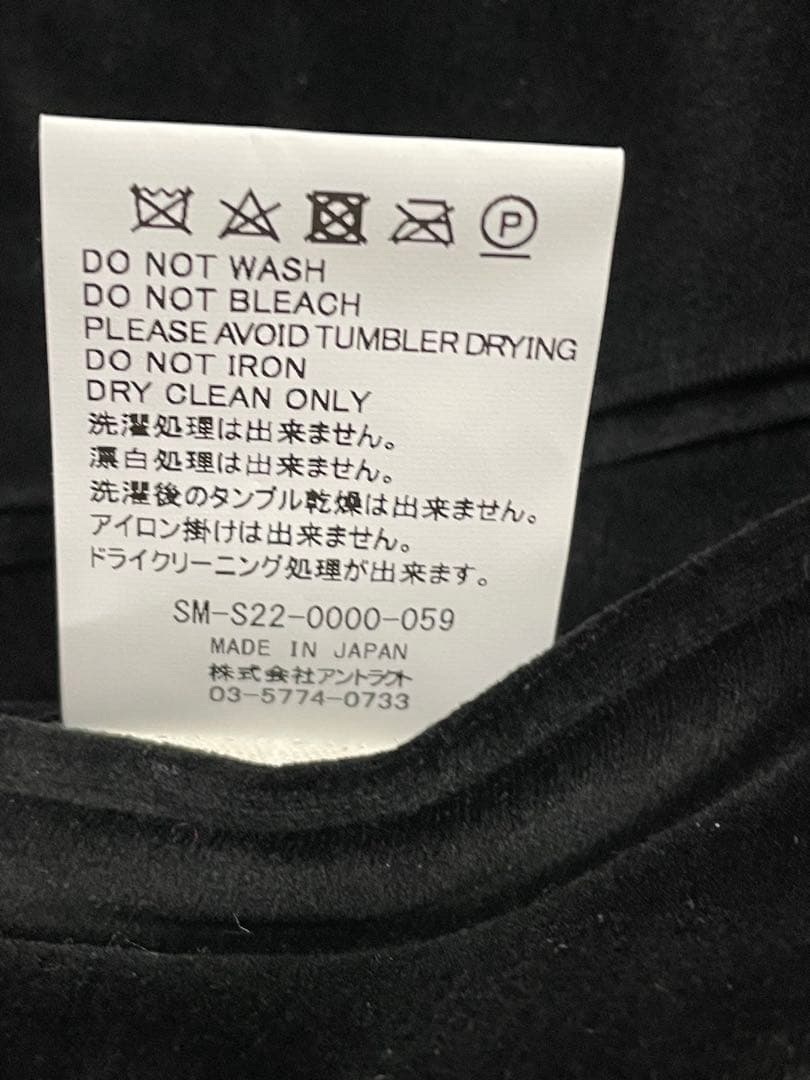 P
DO NOT WASH
DO NOT BLEACH
PLEASE AVOID TUMBLER DRYING
DO NOT IRON
DRY CLEAN ONLY
洗濯処理は出来ません。
漂白処理は出来ません。
洗濯後のタンブル乾燥は出来ません。
アイロン掛けは出来ません。
ドライクリーニング処理が出来ます。
SM-S22-0000-059
MADE IN JAPAN
株式会社アントラクト
03-5774-0733